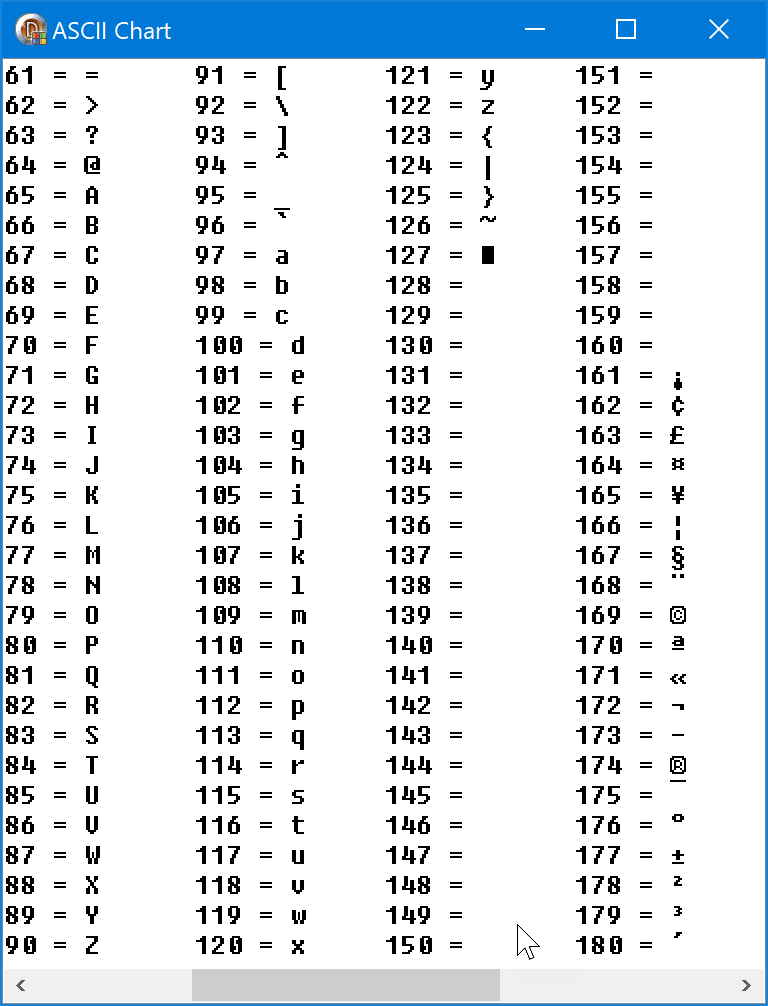 ASCII Chart
61 = = 91 = [ 121 = y 151 =
62 = > 92 = \ 122 = z 152 =
63 = ? 93 = ] 123 = { 153 =
64 = @ 94 = ^ 124 = | 154 =
65 = A 95 = _ 125 = } 155 =
66 = B 96 = ` 126 = ~ 156 =
67 = C 97 = a 127 = ■ 157 =
68 = D 98 = b 128 = 158 =
69 = E 99 = c 129 = 159 =
70 = F 100 = d 130 = 160 =
71 = G 101 = e 131 = 161 = ¡
72 = H 102 = f 132 = 162 = ¢
73 = I 103 = g 133 = 163 = £
74 = J 104 = h 134 = 164 = ¤
75 = K 105 = i 135 = 165 = ¥
76 = L 106 = j 136 = 166 = ¦
77 = M 107 = k 137 = 167 = §
78 = N 108 = l 138 = 168 = ¨
79 = O 109 = m 139 = 169 = ©
80 = P 110 = n 140 = 170 = ª
81 = Q 111 = o 141 = 171 = «
82 = R 112 = p 142 = 172 = ¬
83 = S 113 = q 143 = 173 = -
84 = T 114 = r 144 = 174 = ®
85 = U 115 = s 145 = 175 = ¯
86 = V 116 = t 146 = 176 = °
87 = W 117 = u 147 = 177 = ±
88 = X 118 = v 148 = 178 = ²
89 = Y 119 = w 149 = 179 = ³
90 = Z 120 = x 150 = 180 = ´